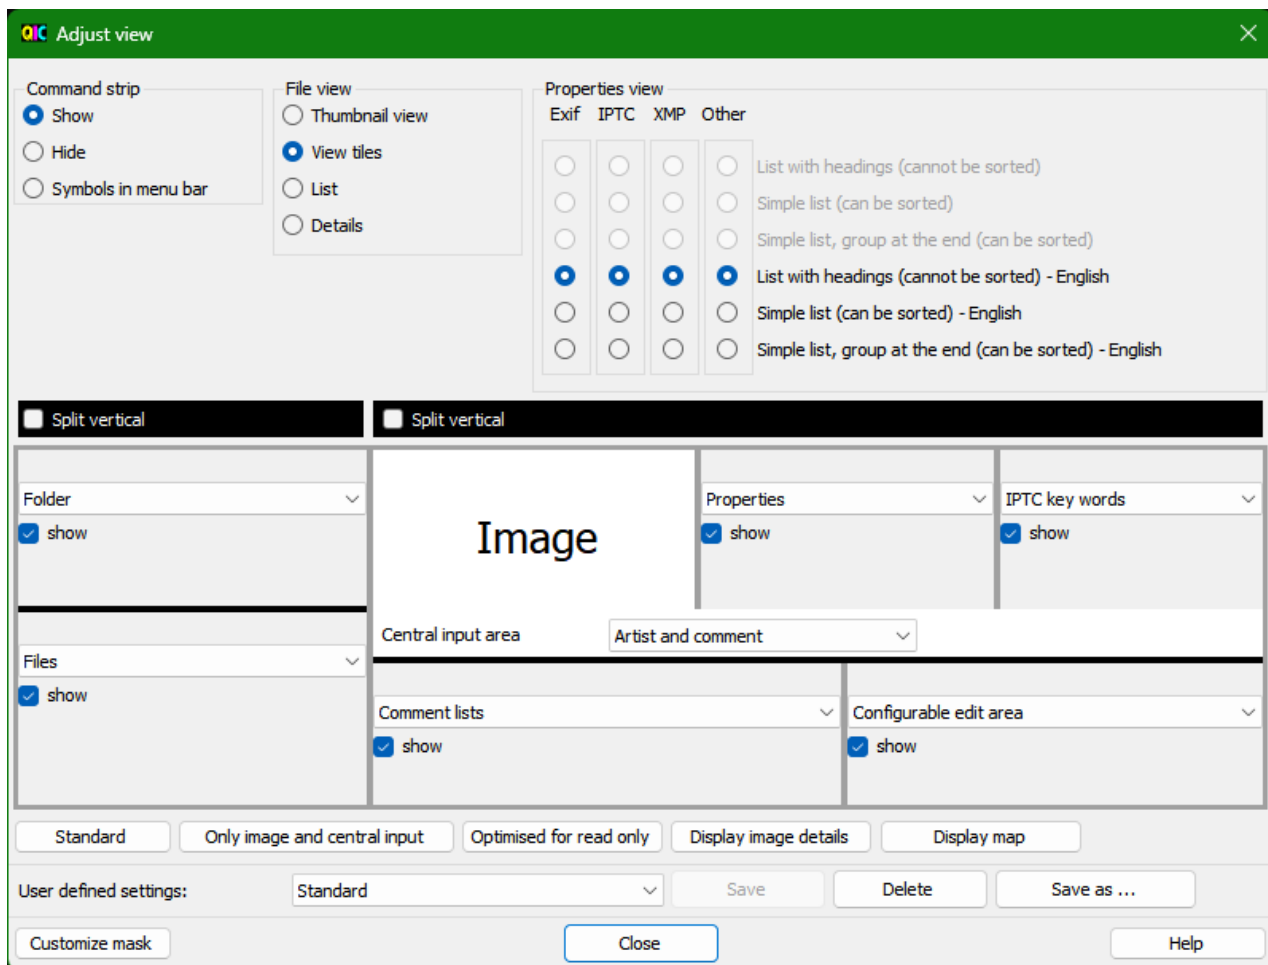 QIC Adjust view
Command strip
Show
Hide
Symbols in menu bar
File view
Thumbnail view
View tiles
List
Details
Properties view
Exif IPTC XMP Other
List with headings (cannot be sorted)
Simple list (can be sorted)
Simple list, group at the end (can be sorted)
List with headings (cannot be sorted) - English
Simple list (can be sorted) - English
Simple list, group at the end (can be sorted) - English
Split vertical
Split vertical
Folder
show
Files
show
Image
Properties
show
IPTC key words
show
Central input area
Artist and comment
Comment lists
show
Configurable edit area
show
Standard
Only image and central input
Optimised for read only
Display image details
Display map
User defined settings:
Standard
Save
Delete
Save as ...
Customize mask
Close
Help